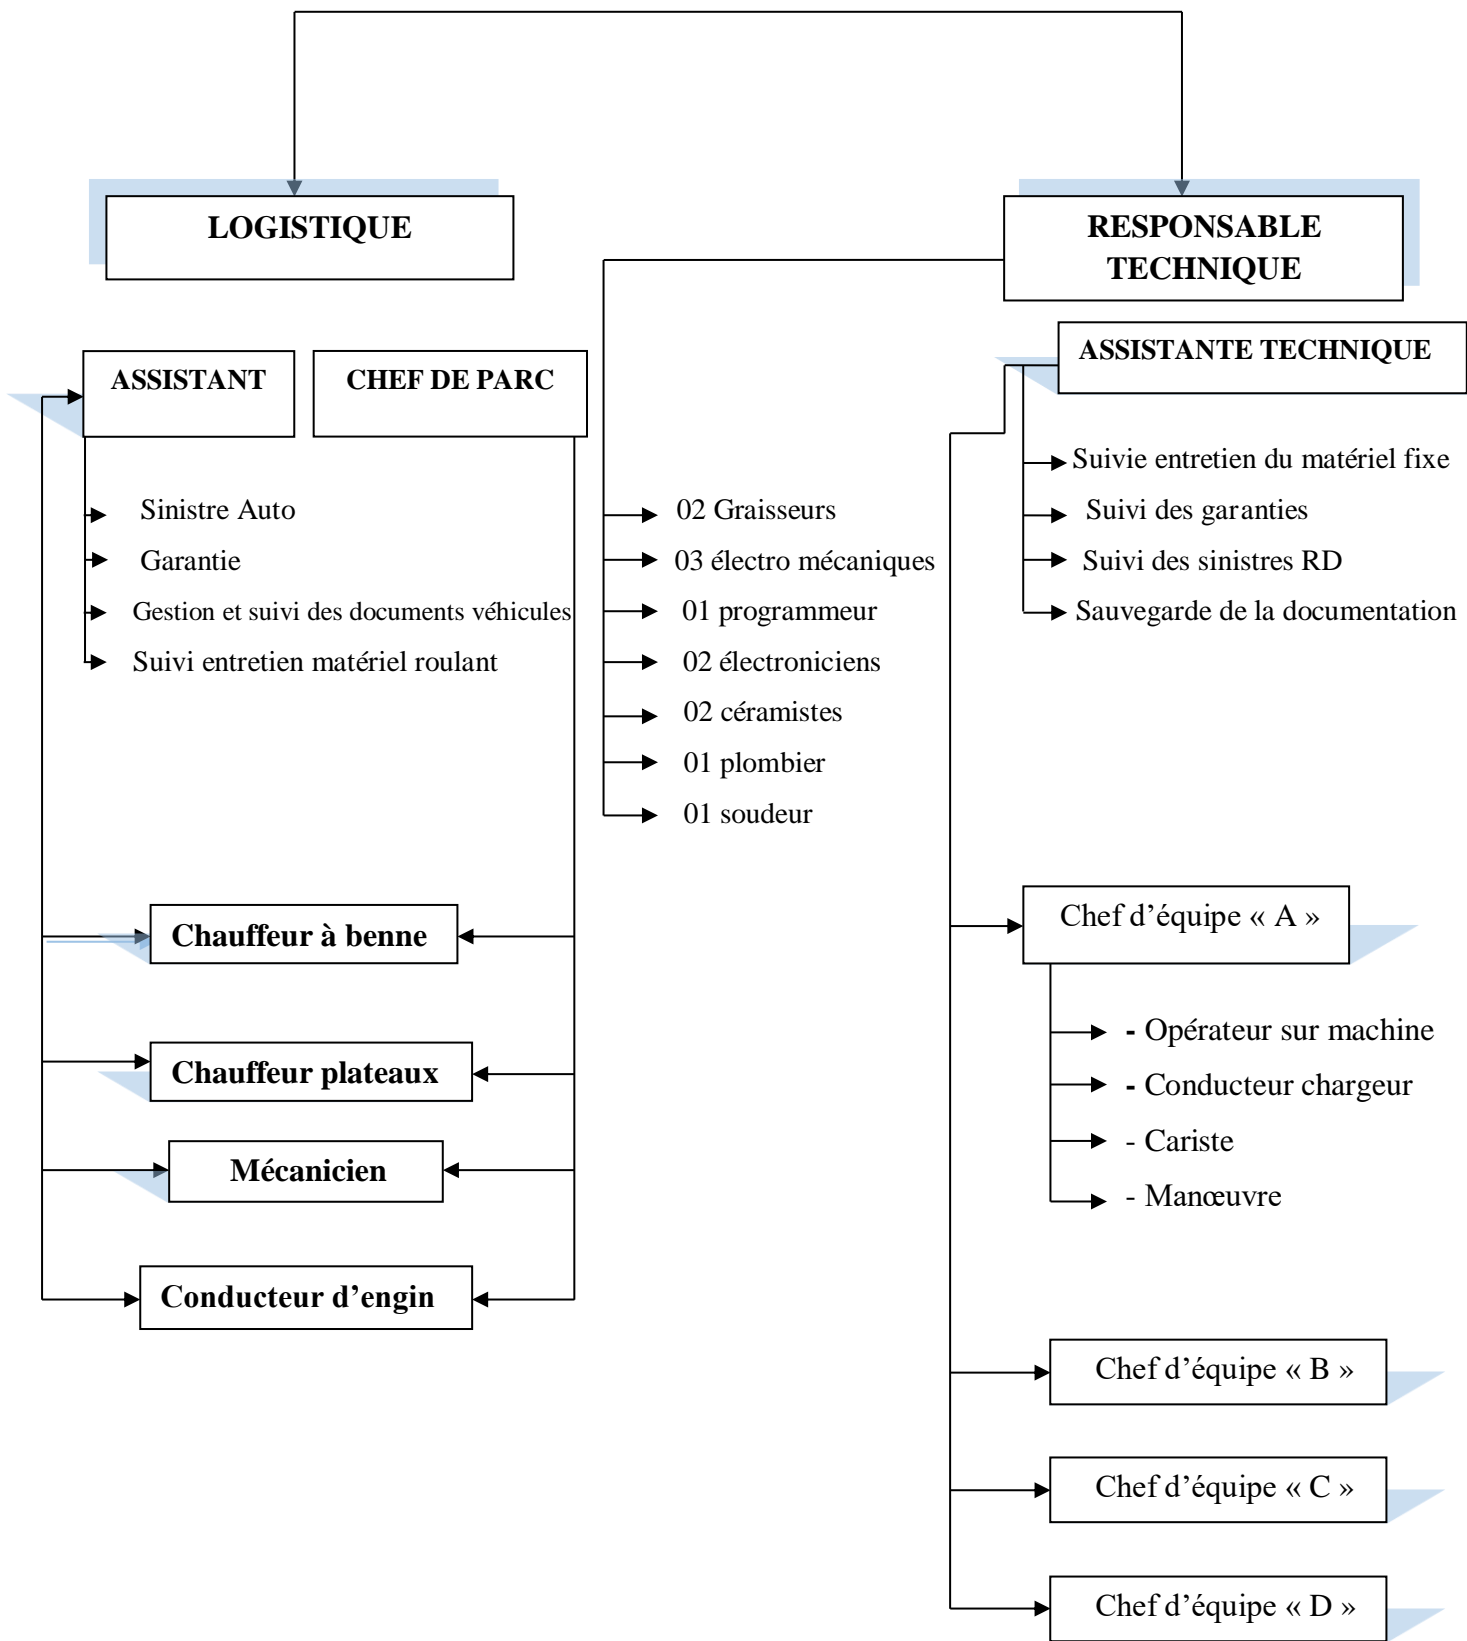 LOGISTIQUE
RESPONSABLE
TECHNIQUE
ASSISTANT
CHEF DE PARC
ASSISTANTE TECHNIQUE
Sinistre Auto
Garantie
Gestion et suivi des documents véhicules
Suivi entretien matériel roulant
02 Graisseurs
03 électro mécaniques
01 programmeur
02 électroniciens
02 céramistes
01 plombier
01 soudeur
Suivie entretien du matériel fixe
Suivi des garanties
Suivi des sinistres RD
Sauvegarde de la documentation
Chauffeur à benne
Chauffeur plateaux
Mécanicien
Conducteur d’engin
Chef d’équipe « A »
- Opérateur sur machine
- Conducteur chargeur
- Cariste
- Manœuvre
Chef d’équipe « B »
Chef d’équipe « C »
Chef d’équipe « D »